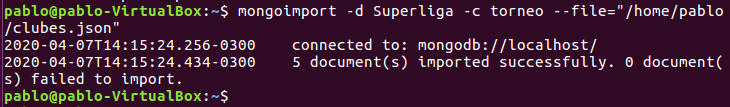 pablo@pablo-VirtualBox:~$ mongoimport -d Superliga -c torneo --file="/home/pablo
/clubes.json"
2020-04-07T14:15:24.256-0300    connected to: mongodb://localhost/
2020-04-07T14:15:24.434-0300    5 document(s) imported successfully. 0 document(
s) failed to import.
pablo@pablo-VirtualBox:~$